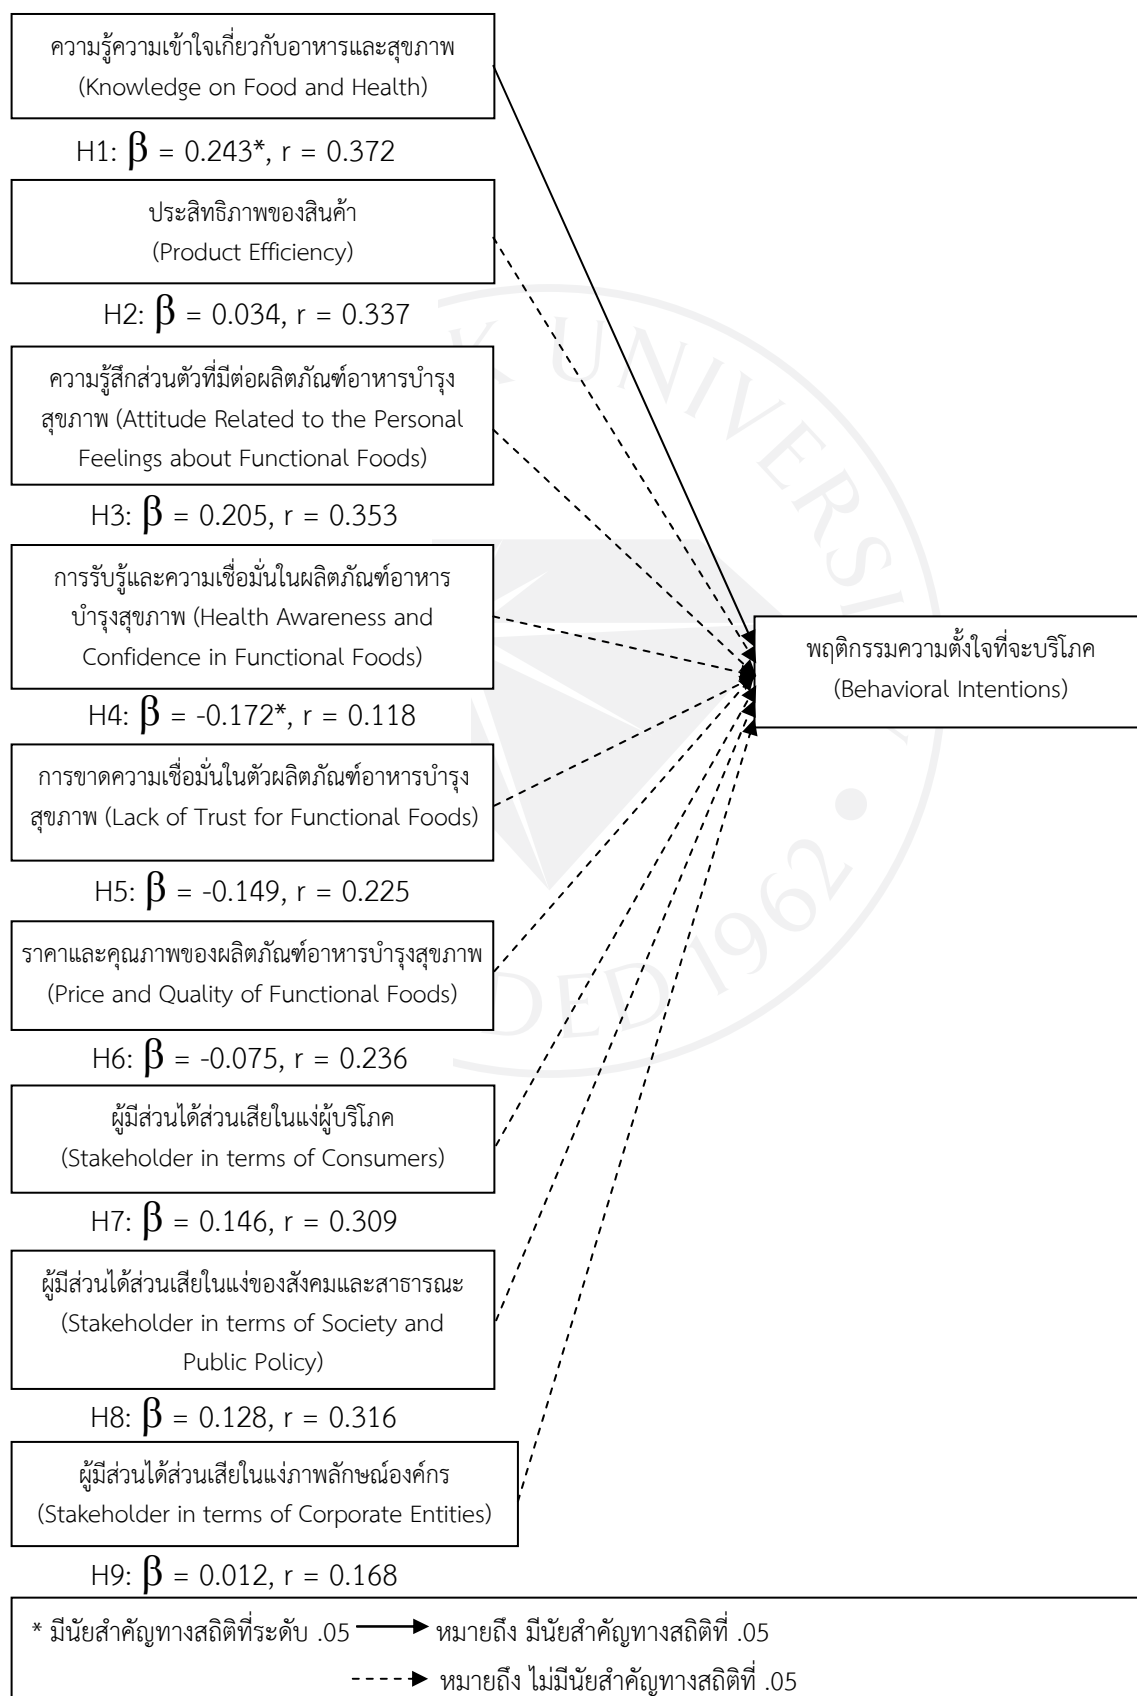 ความรู้ความเข้าใจเกี่ยวกับอาหารและสุขภาพ
(Knowledge on Food and Health)
H1: β = 0.243*, r = 0.372
ประสิทธิภาพของสินค้า
(Product Efficiency)
H2: β = 0.034, r = 0.337
ความรู้สึกส่วนตัวที่มีต่อผลิตภัณฑ์อาหารบำรุง
สุขภาพ (Attitude Related to the Personal
Feelings about Functional Foods)
H3: β = 0.205, r = 0.353
การรับรู้และความเชื่อมั่นในผลิตภัณฑ์อาหาร
บำรุงสุขภาพ (Health Awareness and
Confidence in Functional Foods)
H4: β = -0.172*, r = 0.118
การขาดความเชื่อมั่นในตัวผลิตภัณฑ์อาหารบำรุง
สุขภาพ (Lack of Trust for Functional Foods)
H5: β = -0.149, r = 0.225
ราคาและคุณภาพของผลิตภัณฑ์อาหารบำรุงสุขภาพ
(Price and Quality of Functional Foods)
H6: β = -0.075, r = 0.236
ผู้มีส่วนได้ส่วนเสียในแง่ผู้บริโภค
(Stakeholder in terms of Consumers)
H7: β = 0.146, r = 0.309
ผู้มีส่วนได้ส่วนเสียในแง่ของสังคมและสาธารณะ
(Stakeholder in terms of Society and
Public Policy)
H8: β = 0.128, r = 0.316
ผู้มีส่วนได้ส่วนเสียในแง่ภาพลักษณ์องค์กร
(Stakeholder in terms of Corporate Entities)
H9: β = 0.012, r = 0.168
พฤติกรรมความตั้งใจที่จะบริโภค
(Behavioral Intentions)
* มีนัยสำคัญทางสถิติที่ระดับ .05 หมายถึง มีนัยสำคัญทางสถิติที่ .05
หมายถึง ไม่มีนัยสำคัญทางสถิติที่ .05
K UNIVERSI
DED 1962